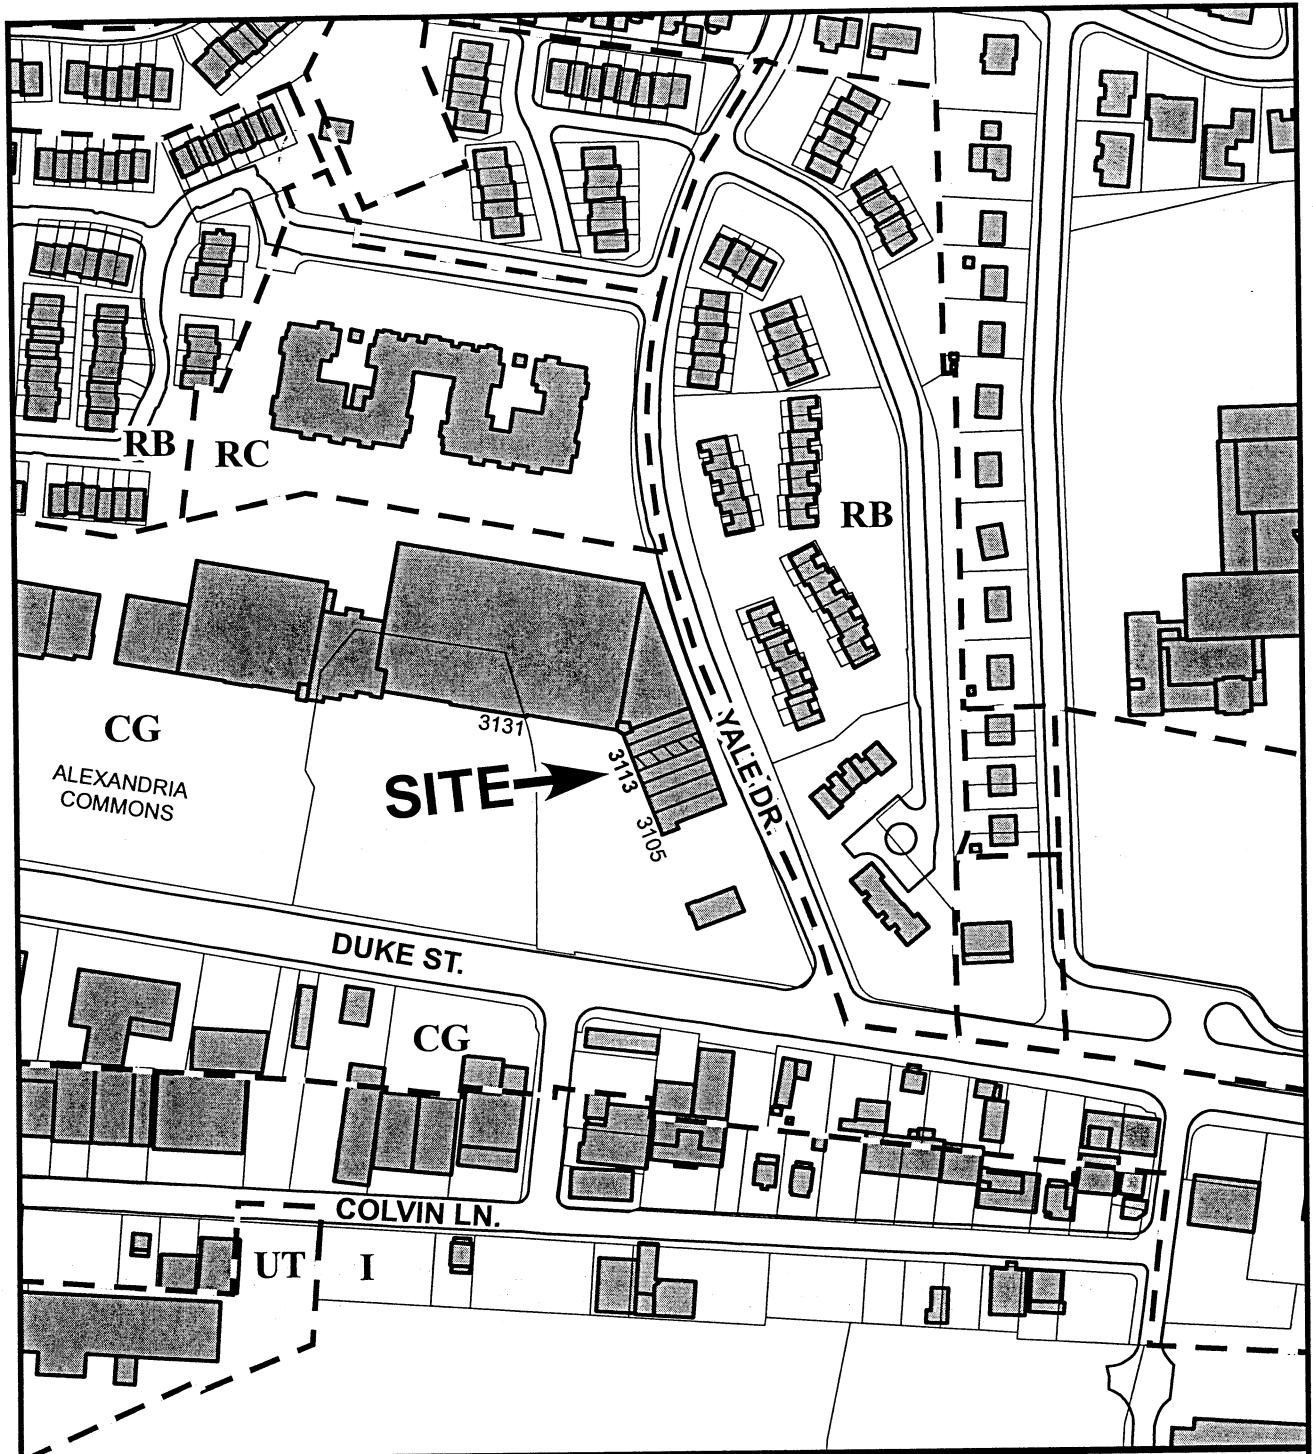 RB
RC
RB
CG
ALEXANDRIA
COMMONS
3131
SITE
3113
3105
YALE DR.
DUKE ST.
CG
COLVIN LN.
UT
I